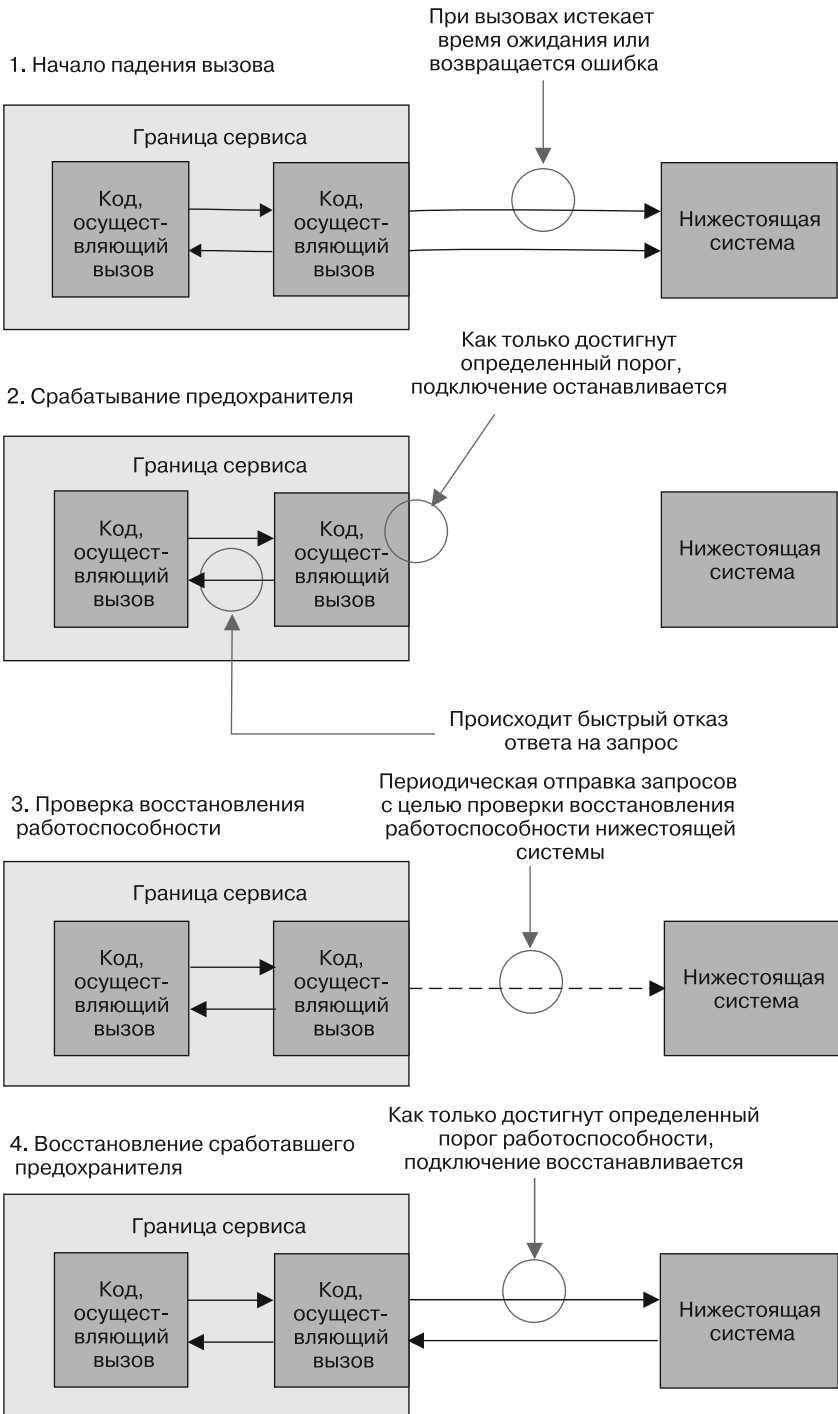 При вызовах истекает
время ожидания или
возвращается ошибка
1. Начало падения вызова
Граница сервиса
Код,
осущест-
вляющий
вызов
Код,
осущест-
вляющий
вызов
Нижестоящая
система
Как только достигнут
определенный порог,
подключение останавливается
2. Срабатывание предохранителя
Граница сервиса
Код,
осущест-
вляющий
вызов
Код,
осущест-
вляющий
вызов
Нижестоящая
система
Происходит быстрый отказ
ответа на запрос
3. Проверка восстановления
работоспособности
Периодическая отправка запросов
с целью проверки восстановления
работоспособности нижестоящей
системы
Граница сервиса
Код,
осущест-
вляющий
вызов
Код,
осущест-
вляющий
вызов
Нижестоящая
система
Как только достигнут определенный
порог работоспособности,
подключение восстанавливается
4. Восстановление сработавшего
предохранителя
Граница сервиса
Код,
осущест-
вляющий
вызов
Код,
осущест-
вляющий
вызов
Нижестоящая
система